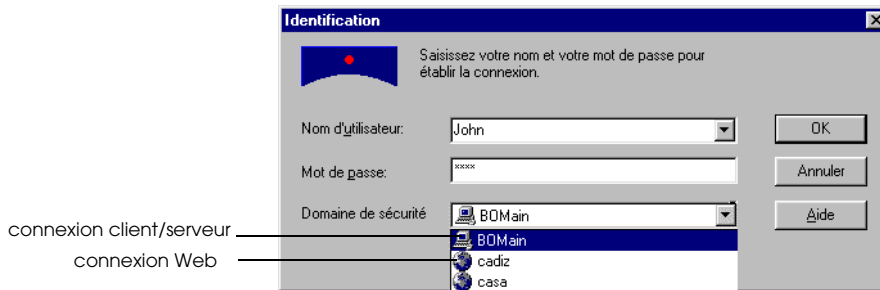 Identification
Saisissez votre nom et votre mot de passe pour
établir la connexion.
Nom d'utilisateur:
John
OK
Mot de passe:
****
Annuler
Domaine de sécurité
BOMain
Aide
connexion client/serveur
BOMain
connexion Web
cadiz
casa